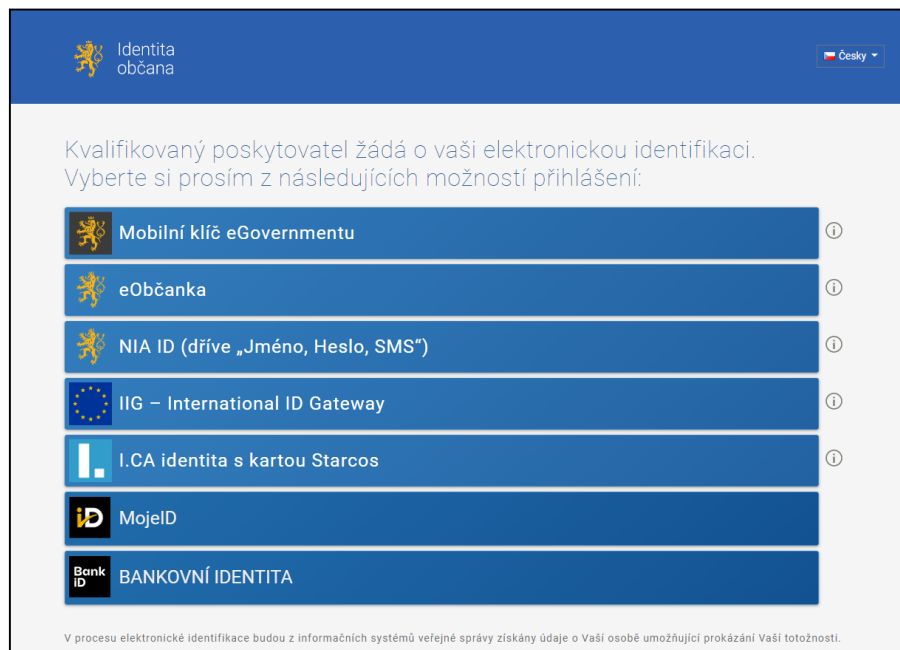 Identita
občana
Česky
Kvalifikovaný poskytovatel žádá o vaši elektronickou identifikaci.
Vyberte si prosím z následujících možností přihlášení:
Mobilní klíč eGovernmentu
eObčanka
NIA ID (dříve „Jméno, Heslo, SMS“)
IIG – International ID Gateway
I.CA identita s kartou Starcos
iD MojeID
Bank
iD
BANKOVNÍ IDENTITA
V procesu elektronické identifikace budou z informačních systémů veřejné správy získány údaje o Vaší osobě umožňující prokázání Vaší totožnosti.